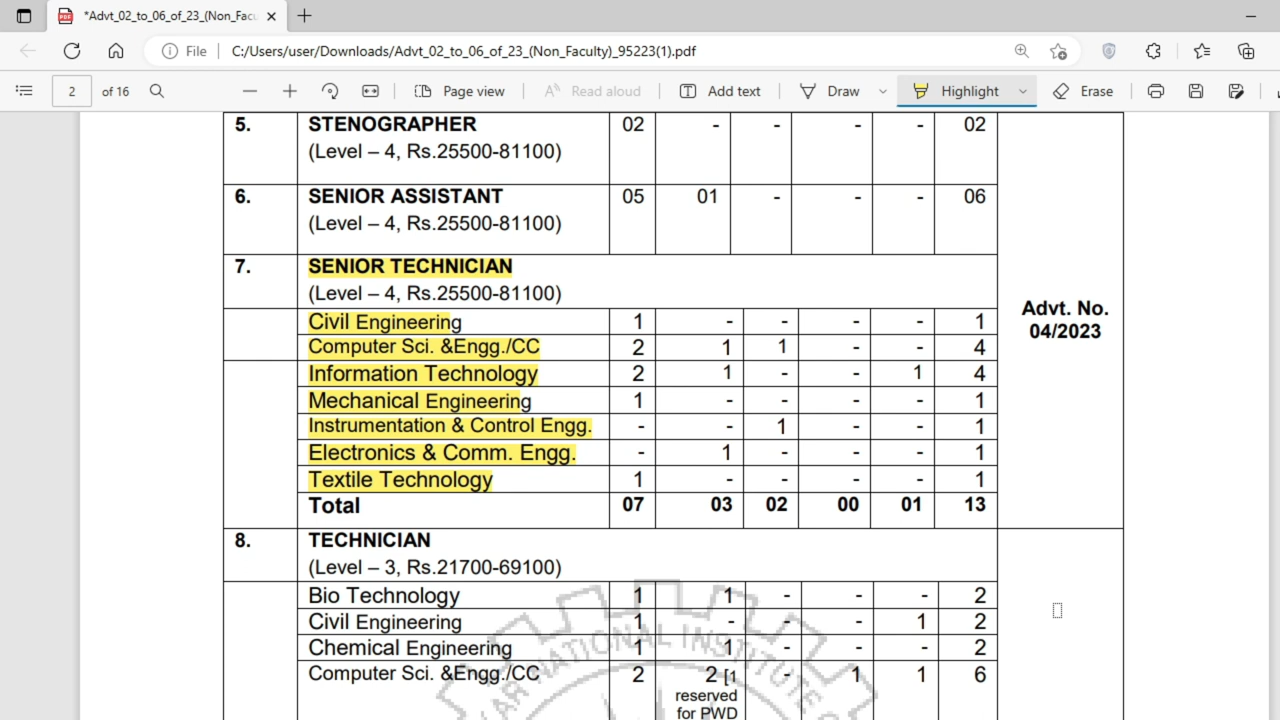 *Advt_02_to_06_of_23_(Non_Fac
File C:/Users/user/Downloads/Advt_02_to_06_of_23_(Non_Faculty)_95223(1).pdf
2 of 16 Page view Read aloud Add text Draw Highlight Erase
5. STENOGRAPHER 02 - - - - 02
(Level – 4, Rs.25500-81100)
6. SENIOR ASSISTANT 05 01 - - - 06
(Level – 4, Rs.25500-81100)
7. SENIOR TECHNICIAN
(Level – 4, Rs.25500-81100)
Advt. No.
04/2023
Civil Engineering 1 - - - - 1
Computer Sci. &Engg./CC 2 1 1 - - 4
Information Technology 2 1 - - 1 4
Mechanical Engineering 1 - - - - 1
Instrumentation & Control Engg. - - 1 - - 1
Electronics & Comm. Engg. - 1 - - - 1
Textile Technology 1 - - - - 1
Total 07 03 02 00 01 13
8. TECHNICIAN
(Level – 3, Rs.21700-69100)
Bio Technology 1 1 - - - 2
Civil Engineering 1 - - - 1 2
Chemical Engineering 1 1 - - - 2
Computer Sci. &Engg./CC 2 2 [1 - 1 1 6
reserved
for PWD
NATIONAL INSTITUTE